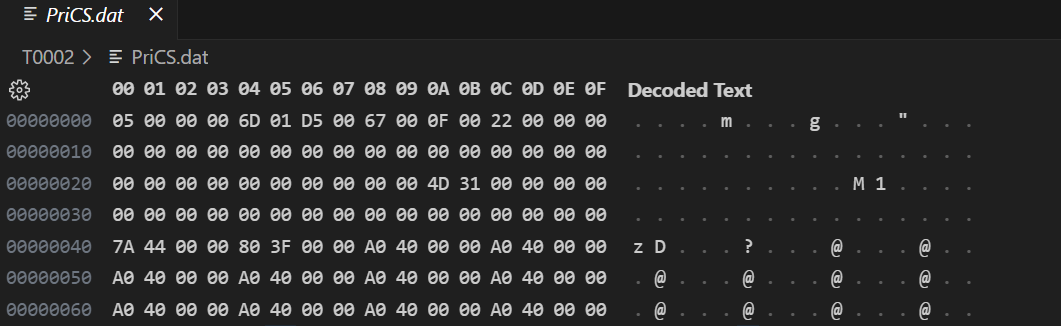 PriCS.dat
T0002 > PriCS.dat
00 01 02 03 04 05 06 07 08 09 0A 0B 0C 0D 0E 0F Decoded Text
00000000 05 00 00 00 6D 01 D5 00 67 00 0F 00 22 00 00 00 . . . . m . . . g . . . " . . .
00000010 00 00 00 00 00 00 00 00 00 00 00 00 00 00 00 00 . . . . . . . . . . . . . . . .
00000020 00 00 00 00 00 00 00 00 00 00 4D 31 00 00 00 00 . . . . . . . . . . M 1 . . . .
00000030 00 00 00 00 00 00 00 00 00 00 00 00 00 00 00 00 . . . . . . . . . . . . . . . .
00000040 7A 44 00 00 80 3F 00 00 A0 40 00 00 A0 40 00 00 z D . . . ? . . . @ . . . @ . .
00000050 A0 40 00 00 A0 40 00 00 A0 40 00 00 A0 40 00 00 . @ . . . @ . . . @ . . . @ . .
00000060 A0 40 00 00 A0 40 00 00 A0 40 00 00 A0 40 00 00 . @ . . . @ . . . @ . . . @ . .